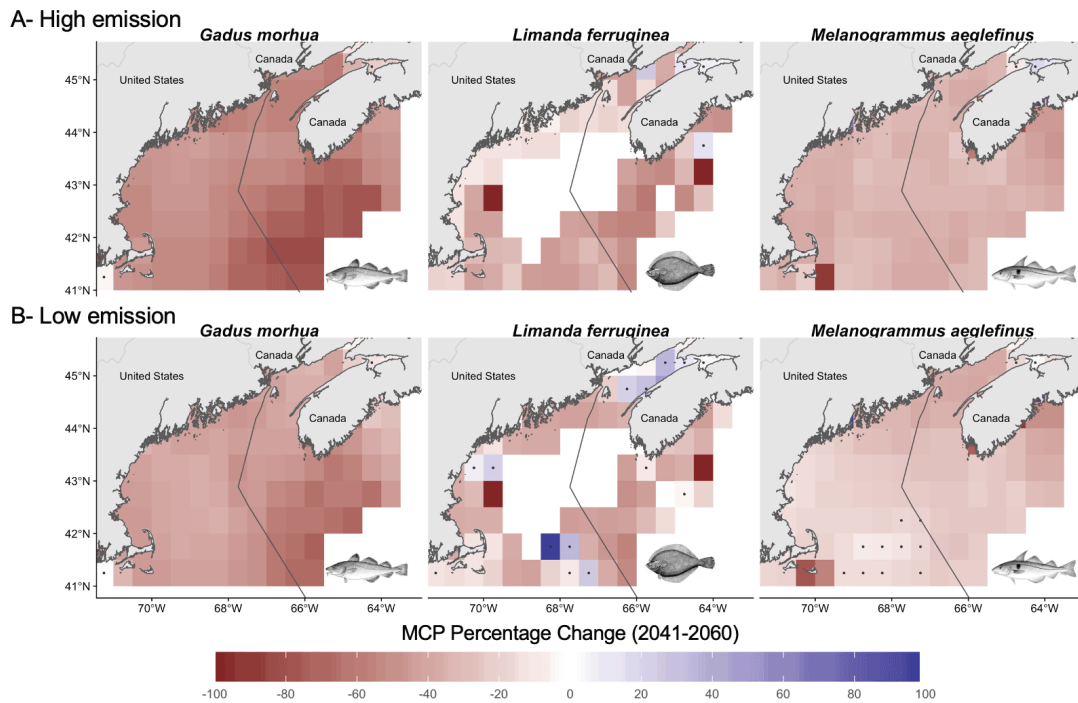 A- High emission
Gadus morhua
Limanda ferruginea
Melanogrammus aeglefinus
45°N
44°N
43°N
42°N
41°N
United States
Canada
Canada
United States
Canada
Canada
United States
Canada
Canada
B- Low emission
Gadus morhua
Limanda ferruginea
Melanogrammus aeglefinus
45°N
44°N
43°N
42°N
41°N
United States
Canada
Canada
United States
Canada
Canada
United States
Canada
Canada
70°W 68°W 66°W 64°W 70°W 68°W 66°W 64°W 70°W 68°W 66°W 64°W
MCP Percentage Change (2041-2060)
-100 -80 -60 -40 -20 0 20 40 60 80 100